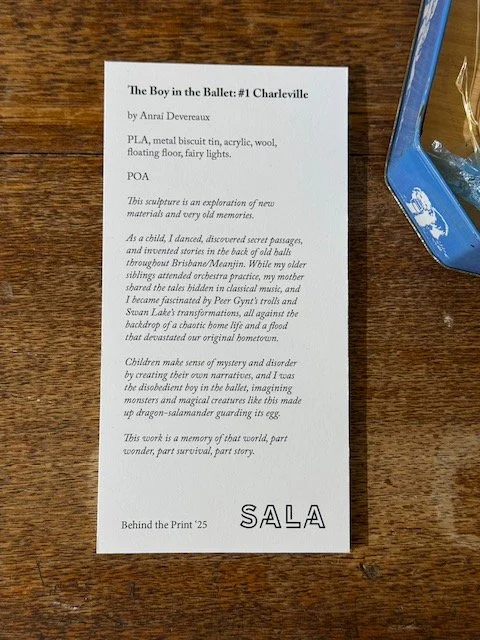 The Boy in the Ballet: #1 Charleville
by Anraí Devereaux
PLA, metal biscuit tin, acrylic, wool,
floating floor, fairy lights.
POA
This sculpture is an exploration of new
materials and very old memories.
As a child, I danced, discovered secret passages,
and invented stories in the back of old halls
throughout Brisbane/Meanjin. While my older
siblings attended orchestra practice, my mother
shared the tales hidden in classical music, and
I became fascinated by Peer Gynt's trolls and
Swan Lake's transformations, all against the
backdrop of a chaotic home life and a flood
that devastated our original hometown.
Children make sense of mystery and disorder
by creating their own narratives, and I was
the disobedient boy in the ballet, imagining
monsters and magical creatures like this made
up dragon-salamander guarding its egg.
This work is a memory of that world, part
wonder, part survival, part story.
Behind the Print '25
SALA